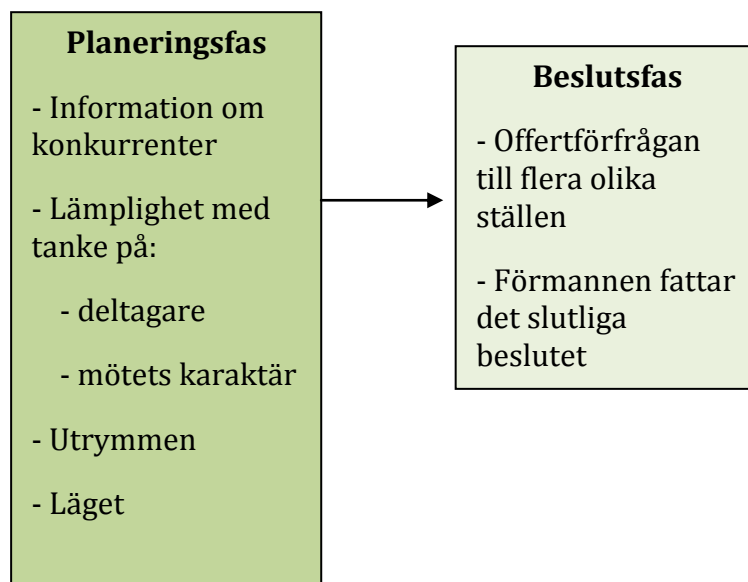 Planeringsfas
- Information om
konkurrenter
- Lämplighet med
tanke på:
- deltagare
- mötets karaktär
- Utrymmen
- Läget
Beslutsfas
- Offertförfrågan
till flera olika
ställen
- Förmannen fattar
det slutliga
beslutet